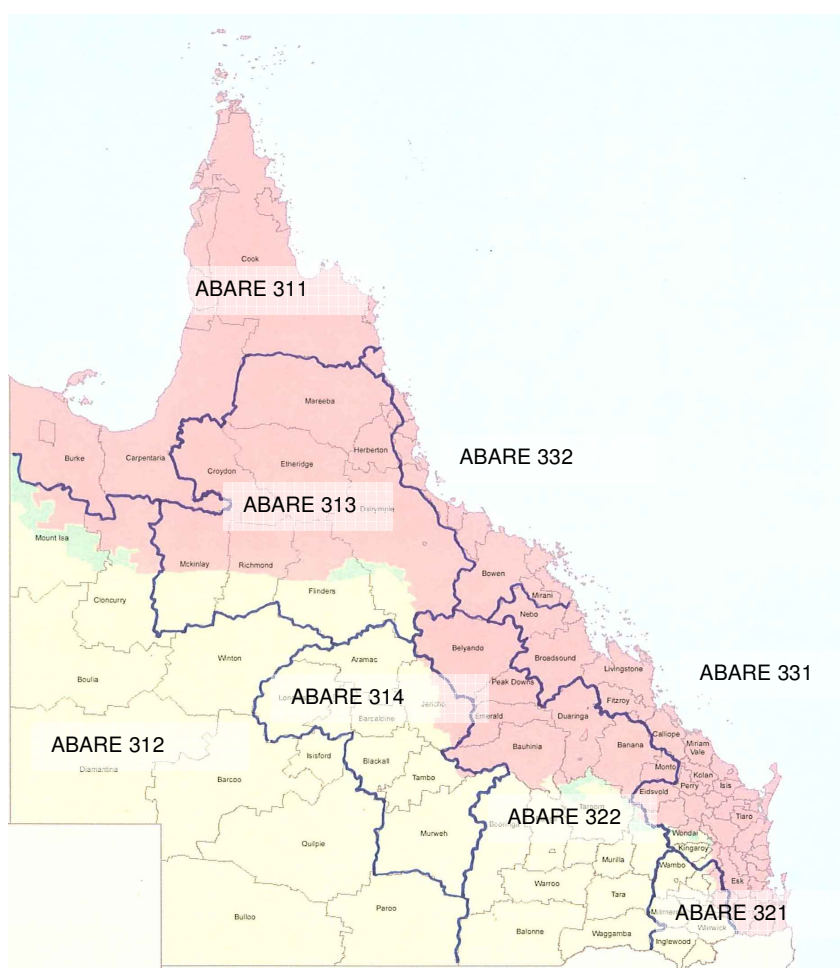 Cook
ABARE 311
Mareeba
Herberton
Burke
Carpentaria
Croydon
Etheridge
ABARE 332
ABARE 313
Dalrymple
Mount Isa
Mckinlay
Richmond
Bowen
Cloncurry
Flinders
Mirani
Nebo
Winton
Aramac
Belyando
Broadsound
Livingstone
Boulia
Peak Downs
ABARE 331
ABARE 314
Jericho
Fitzroy
Barcaldine
Emerald
Duaringa
ABARE 312
Bauhinia
Banana
Calliope
Miriam
Vale
Diamantina
Isisford
Blackall
Monto
Barcoo
Tambo
Kolan
Perry
Isis
Eidsvold
ABARE 322
Taroom
Tiaro
Murweh
Wondai
Quilpie
Kingaroy
Murilla
Wambo
Warroo
Esk
Tara
Paroo
ABARE 321
Bulloo
Warwick
Balonne
Waggamba
Inglewood